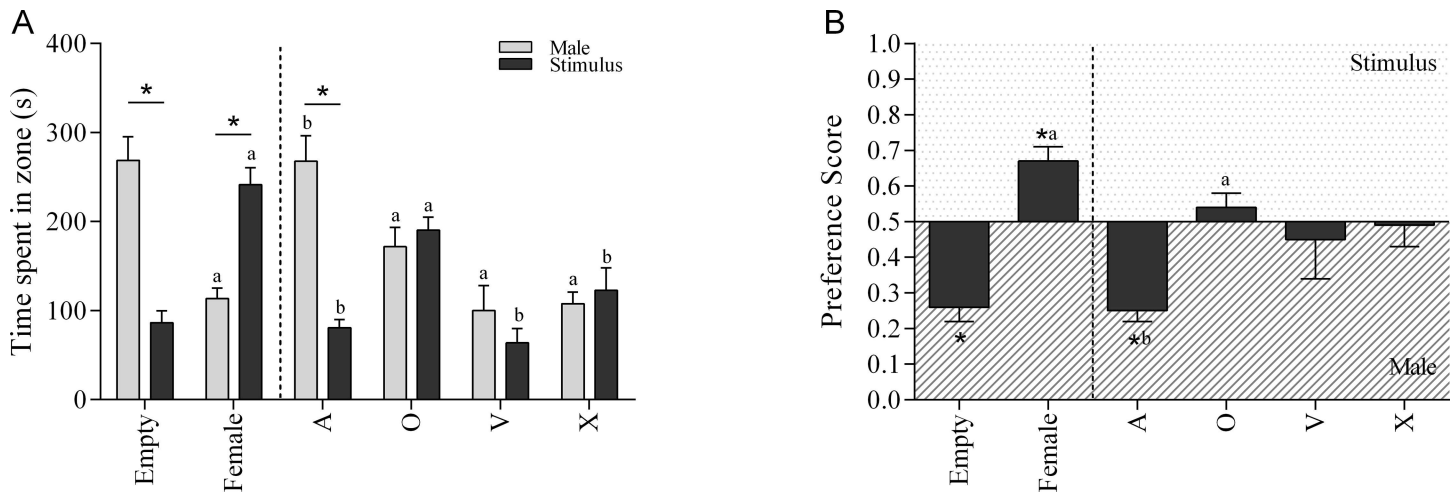 A
Time spent in zone (s)
400
300
200
100
0
Male
Stimulus
*
*
*
a
a
b
b
a
a
a
b
a
b
Empty
Female
A
O
V
X
B
Preference Score
1.0
0.9
0.8
0.7
0.6
0.5
0.4
0.3
0.2
0.1
0.0
Stimulus
Male
*
*a
*b
a
Empty
Female
A
O
V
X